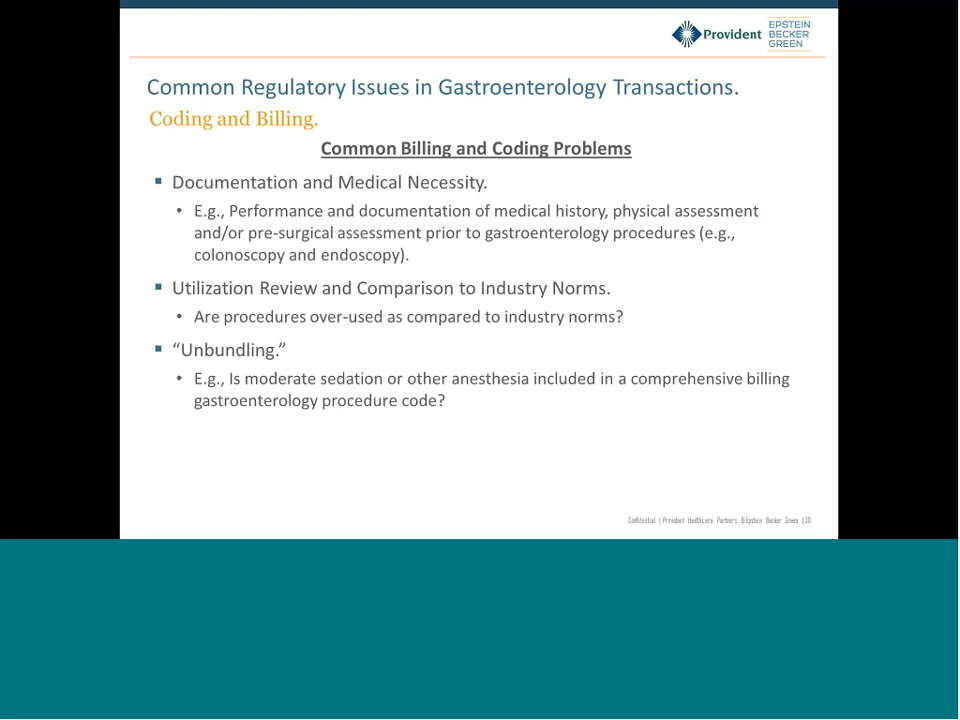 Provident
EPSTEIN
BECKER
GREEN
Common Regulatory Issues in Gastroenterology Transactions.
Coding and Billing.
Common Billing and Coding Problems
▪ Documentation and Medical Necessity.
• E.g., Performance and documentation of medical history, physical assessment
and/or pre-surgical assessment prior to gastroenterology procedures (e.g.,
colonoscopy and endoscopy).
▪ Utilization Review and Comparison to Industry Norms.
• Are procedures over-used as compared to industry norms?
▪ “Unbundling.”
• E.g., Is moderate sedation or other anesthesia included in a comprehensive billing
gastroenterology procedure code?
Confidential | Provident Healthcare Partners & Epstein Becker Green |